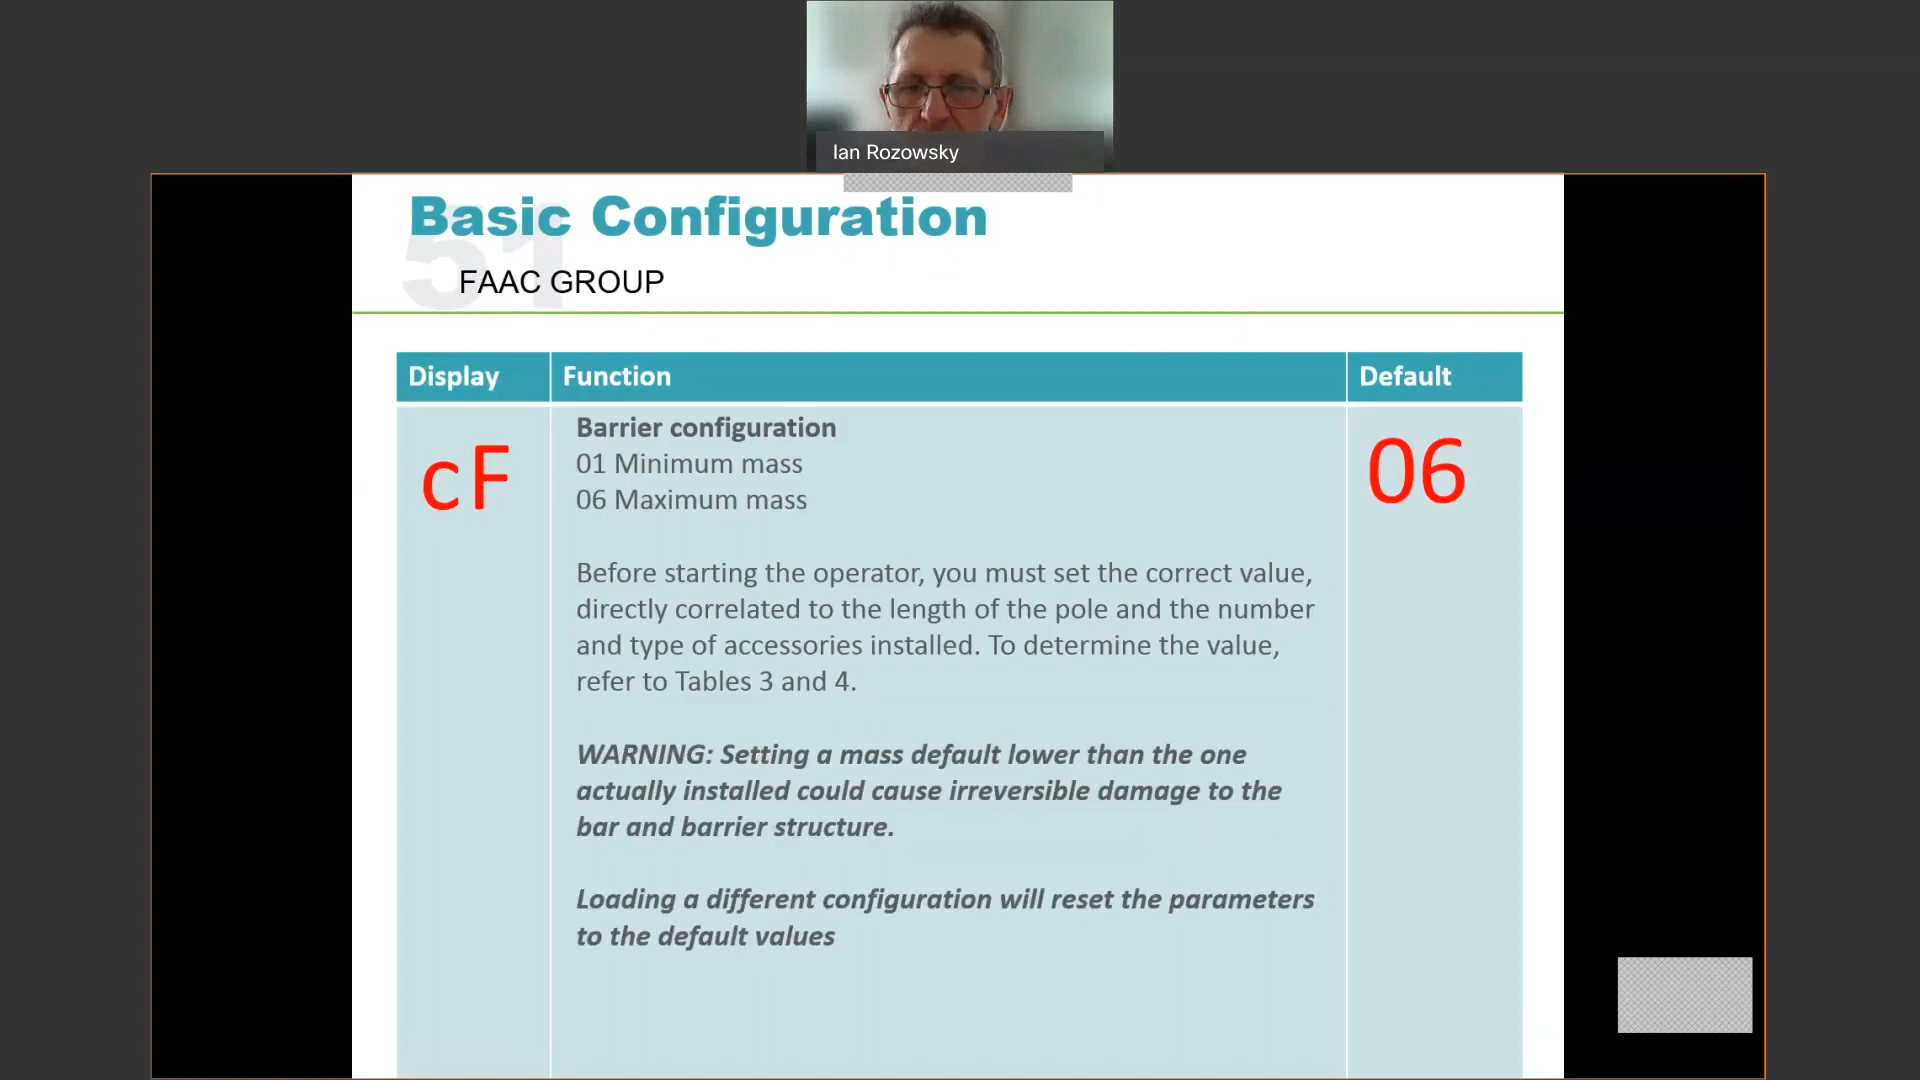 Ian Rozowsky
Basic Configuration
51
FAAC GROUP
Display Function Default
cF
Barrier configuration
01 Minimum mass
06 Maximum mass
06
Before starting the operator, you must set the correct value,
directly correlated to the length of the pole and the number
and type of accessories installed. To determine the value,
refer to Tables 3 and 4.
WARNING: Setting a mass default lower than the one
actually installed could cause irreversible damage to the
bar and barrier structure.
Loading a different configuration will reset the parameters
to the default values